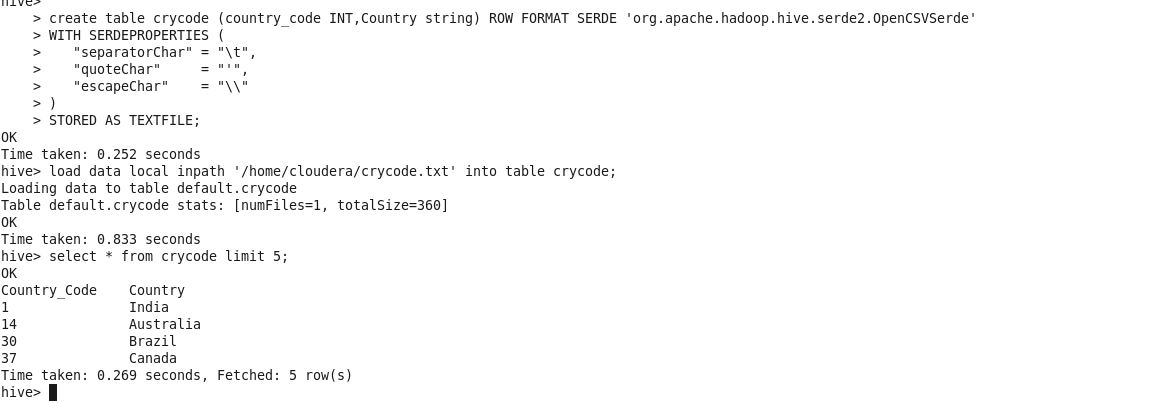 hive>
    > create table crycode (country_code INT,Country string) ROW FORMAT SERDE 'org.apache.hadoop.hive.serde2.OpenCSVSerde'
    > WITH SERDEPROPERTIES (
    >    "separatorChar" = "\t",
    >    "quoteChar"     = "'",
    >    "escapeChar"    = "\\"
    > )
    > STORED AS TEXTFILE;
OK
Time taken: 0.252 seconds
hive> load data local inpath '/home/cloudera/crycode.txt' into table crycode;
Loading data to table default.crycode
Table default.crycode stats: [numFiles=1, totalSize=360]
OK
Time taken: 0.833 seconds
hive> select * from crycode limit 5;
OK
Country_Code    Country
1               India
14              Australia
30              Brazil
37              Canada
Time taken: 0.269 seconds, Fetched: 5 row(s)
hive>